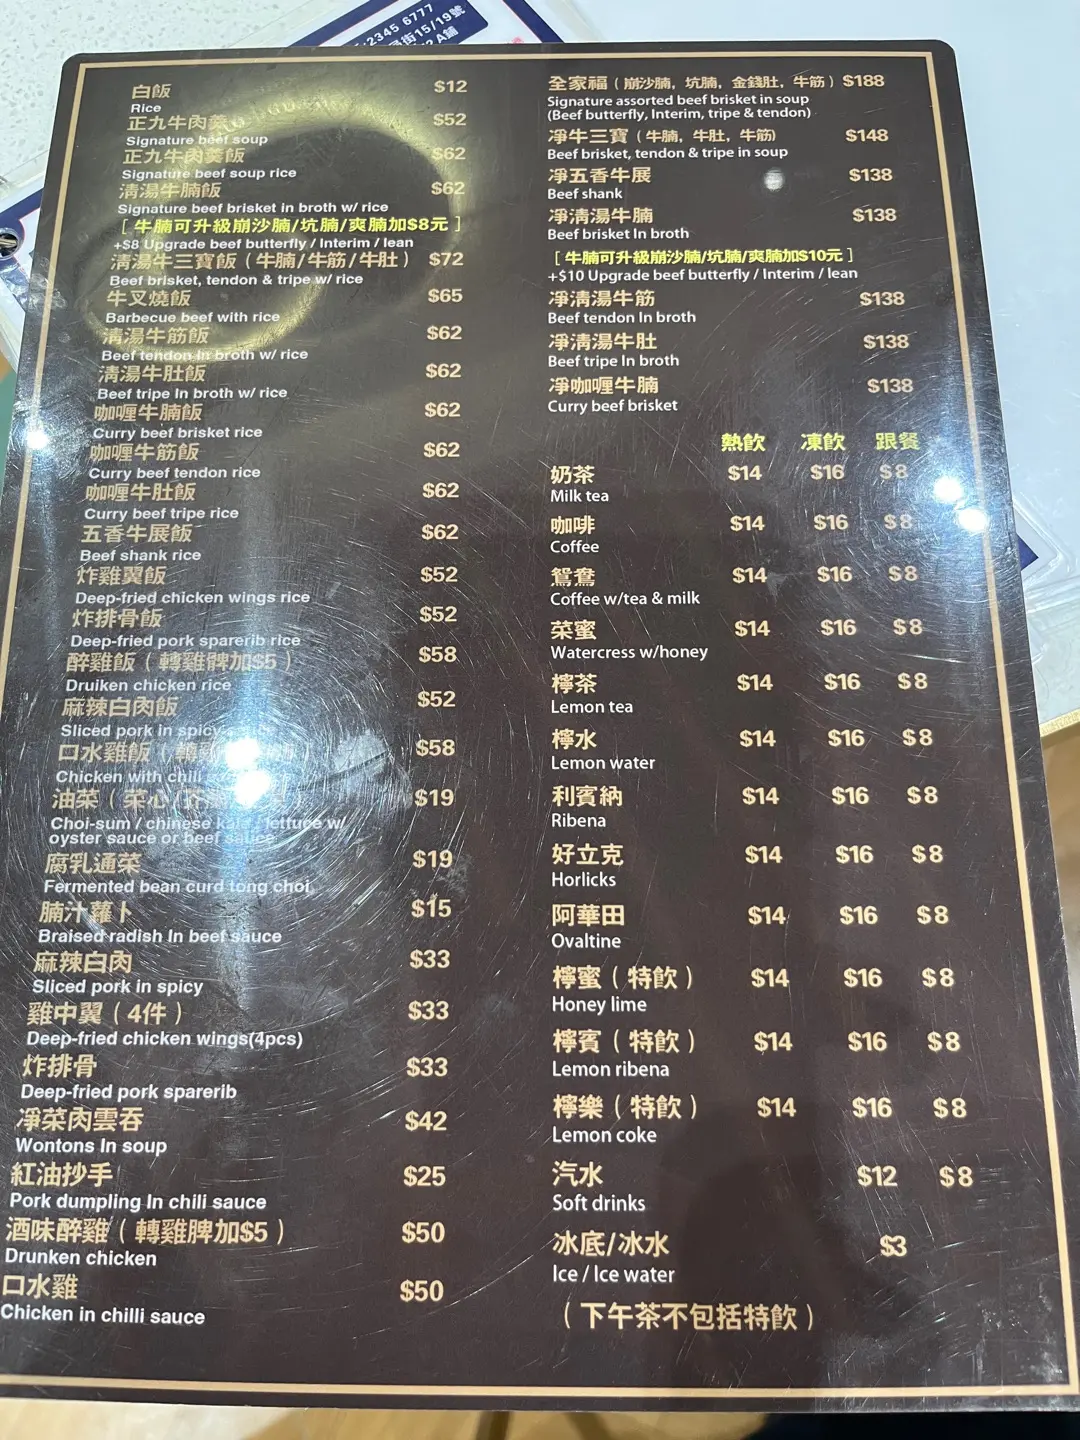 2345 6777
街15/19號
A舖
白飯 $12
Rice
正九牛肉羹 $52
Signature beef soup
正九牛肉羹飯 $62
Signature beef soup rice
清湯牛腩飯 $62
Signature beef brisket in broth w/ rice
[ 牛腩可升級崩沙腩/坑腩/爽腩加$8元 ]
+$8 Upgrade beef butterfly / Interim / lean
清湯牛三寶飯 ( 牛腩/牛筋/牛肚 ) $72
Beef brisket, tendon & tripe w/ rice
牛叉燒飯 $65
Barbecue beef with rice
清湯牛筋飯 $62
Beef tendon In broth w/ rice
清湯牛肚飯 $62
Beef tripe In broth w/ rice
咖喱牛腩飯 $62
Curry beef brisket rice
咖喱牛筋飯 $62
Curry beef tendon rice
咖喱牛肚飯 $62
Curry beef tripe rice
五香牛展飯 $62
Beef shank rice
炸雞翼飯 $52
Deep-fried chicken wings rice
炸排骨飯 $52
Deep-fried pork sparerib rice
醉雞飯 ( 轉雞髀加$5 ) $58
Druiken chicken rice
麻辣白肉飯 $52
Sliced pork in spicy
口水雞飯 ( 轉 $58
Chicken with chili
油菜 ( 菜心/芥 $19
Choi-sum / chinese lettuce w/
oyster sauce or beef sauce
腐乳通菜 $19
Fermented bean curd tong choi
腩汁蘿卜 $15
Braised radish In beef sauce
麻辣白肉 $33
Sliced pork in spicy
雞中翼 ( 4件 ) $33
Deep-fried chicken wings(4pcs)
炸排骨 $33
Deep-fried pork sparerib
凈菜肉雲吞 $42
Wontons In soup
紅油抄手 $25
Pork dumpling In chili sauce
酒味醉雞 ( 轉雞髀加$5 ) $50
Drunken chicken
口水雞 $50
Chicken in chilli sauce
全家福 ( 崩沙腩, 坑腩, 金錢肚, 牛筋 ) $188
Signature assorted beef brisket in soup
(Beef butterfly, Interim, tripe & tendon)
凈牛三寶 ( 牛腩, 牛肚, 牛筋) $148
Beef brisket, tendon & tripe in soup
凈五香牛展 $138
Beef shank
凈清湯牛腩 $138
Beef brisket In broth
[ 牛腩可升級崩沙腩/坑腩/爽腩加$10元 ]
+$10 Upgrade beef butterfly / Interim / lean
凈清湯牛筋 $138
Beef tendon In broth
凈清湯牛肚 $138
Beef tripe In broth
凈咖喱牛腩 $138
Curry beef brisket
熱飲 凍飲 跟餐
奶茶 $14 $16 $8
Milk tea
咖啡 $14 $16 $8
Coffee
鴛鴦 $14 $16 $8
Coffee w/tea & milk
菜蜜 $14 $16 $8
Watercress w/honey
檸茶 $14 $16 $8
Lemon tea
檸水 $14 $16 $8
Lemon water
利賓納 $14 $16 $8
Ribena
好立克 $14 $16 $8
Horlicks
阿華田 $14 $16 $8
Ovaltine
檸蜜 ( 特飲 ) $14 $16 $8
Honey lime
檸賓 ( 特飲 ) $14 $16 $8
Lemon ribena
檸樂 ( 特飲 ) $14 $16 $8
Lemon coke
汽水 $12 $8
Soft drinks
冰底/冰水 $3
Ice / Ice water
( 下午茶不包括特飲 )